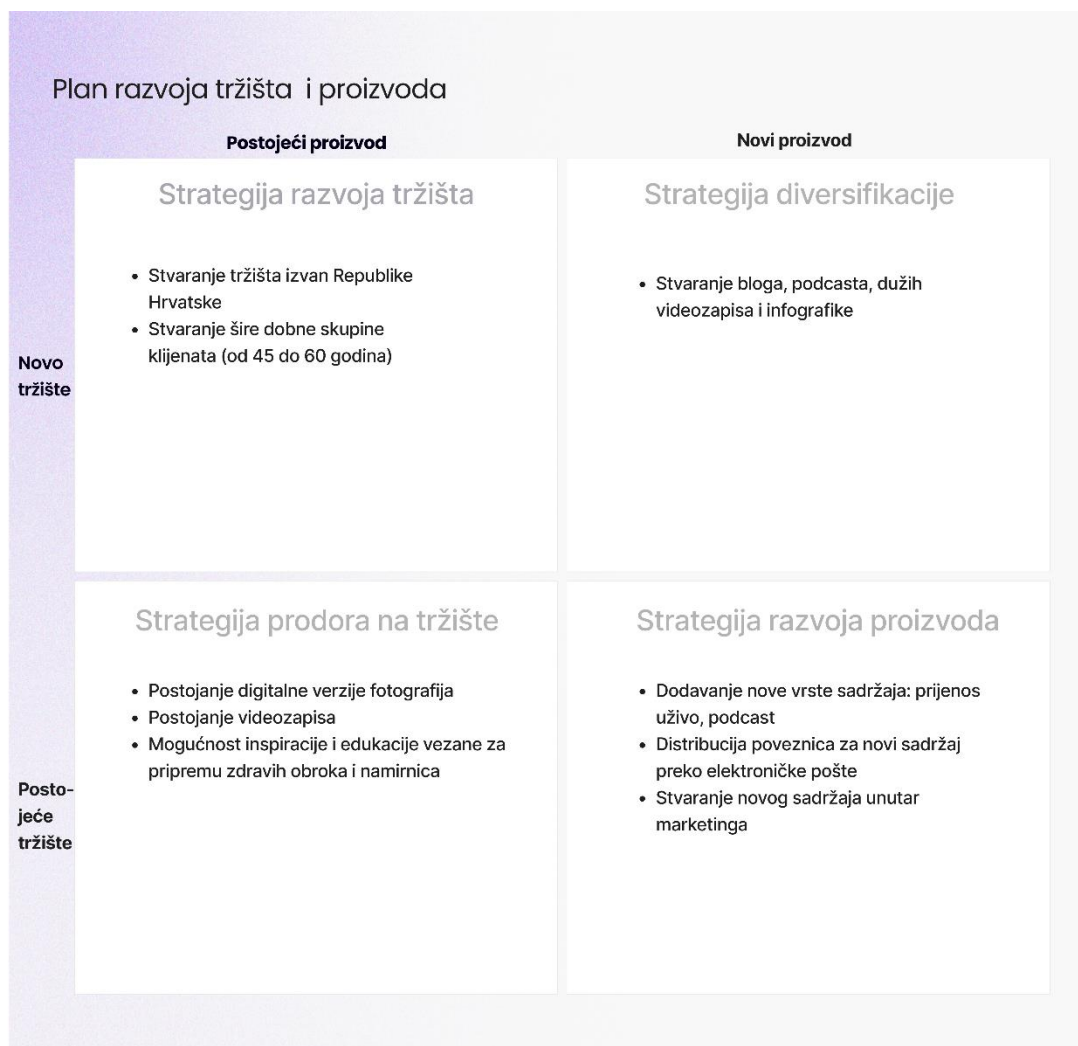 Plan razvoja tržišta i proizvoda
Postojeći proizvod
Novi proizvod
Novo
tržište
Strategija razvoja tržišta
• Stvaranje tržišta izvan Republike
Hrvatske
• Stvaranje šire dobne skupine
klijenata (od 45 do 60 godina)
Strategija diversifikacije
• Stvaranje bloga, podcasta, dužih
videozapisa i infografike
Posto-
jeće
tržište
Strategija prodora na tržište
• Postojanje digitalne verzije fotografija
• Postojanje videozapisa
• Mogućnost inspiracije i edukacije vezane za
pripremu zdravih obroka i namirnica
Strategija razvoja proizvoda
• Dodavanje nove vrste sadržaja: prijenos
uživo, podcast
• Distribucija poveznica za novi sadržaj
preko elektroničke pošte
• Stvaranje novog sadržaja unutar
marketinga